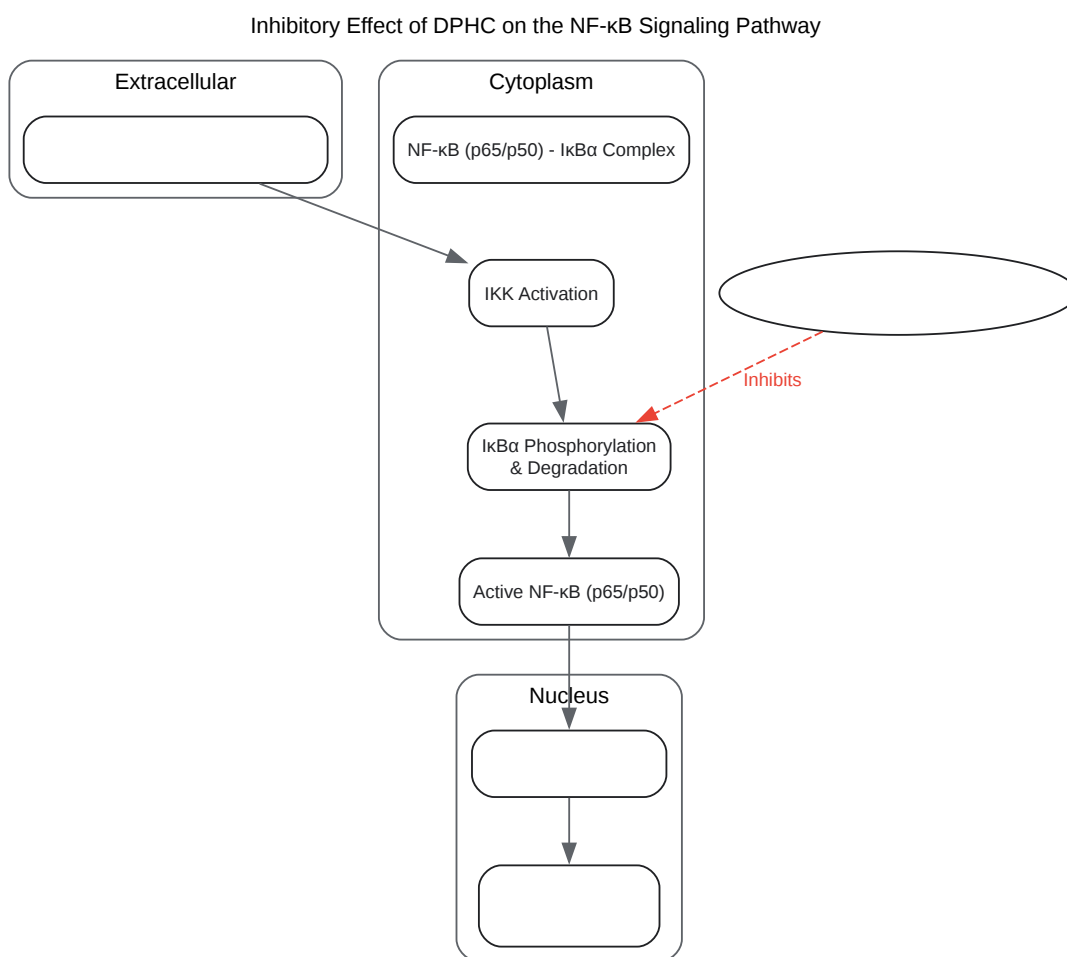 Inhibitory Effect of DPHC on the NF-κB Signaling Pathway
Extracellular
Cytoplasm
NF-κB (p65/p50) - IκBα Complex
IKK Activation
Inhibits
IκBα Phosphorylation
& Degradation
Active NF-κB (p65/p50)
Nucleus